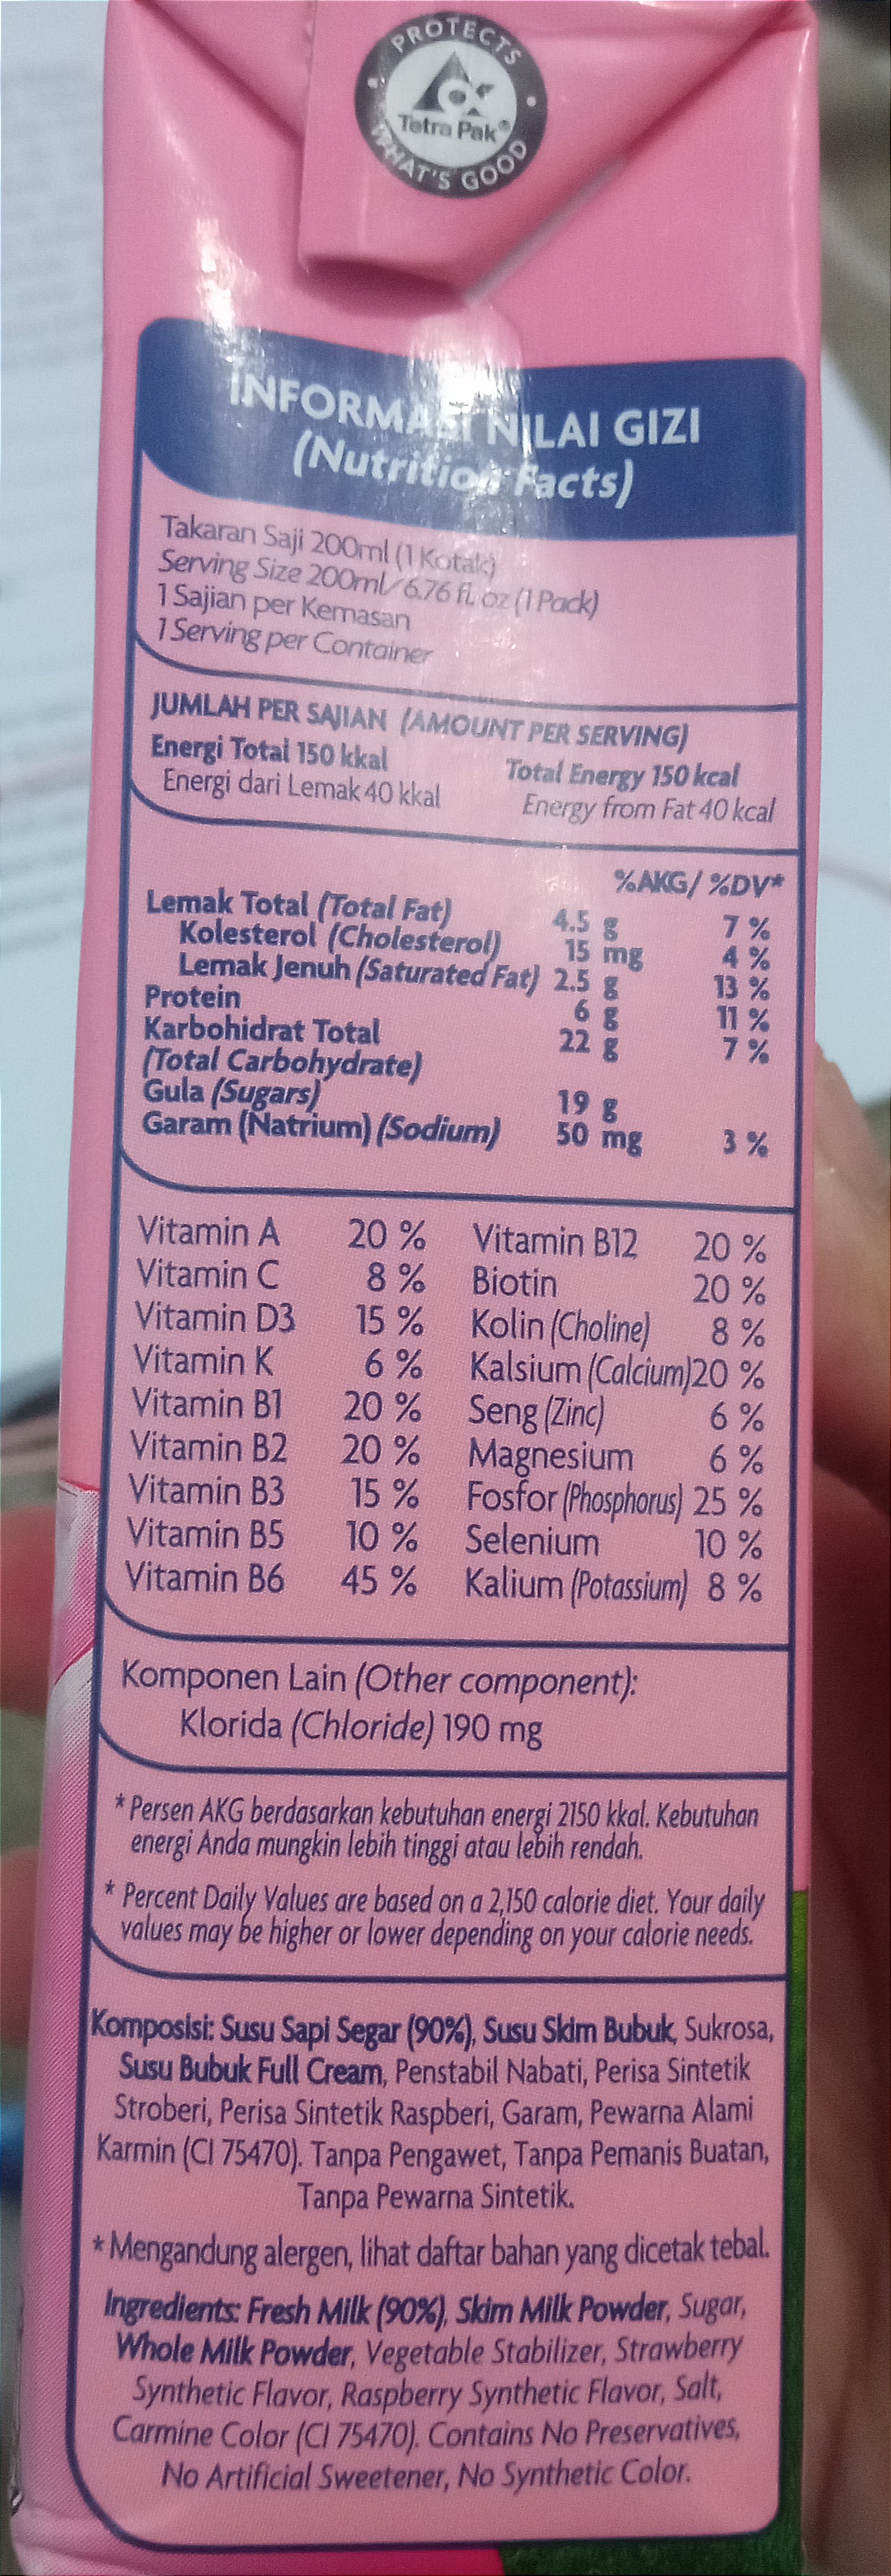 PROTECTS
Tetra Pak®
WHAT'S GOOD
INFORMASI NILAI GIZI
(Nutrition Facts)
Takaran Saji 200ml (1 Kotak)
Serving Size 200ml/6.76 fl. oz (1 Pack)
1 Sajian per Kemasan
1 Serving per Container
JUMLAH PER SAJIAN (AMOUNT PER SERVING)
Energi Total 150 kkal Total Energy 150 kcal
Energi dari Lemak 40 kkal Energy from Fat 40 kcal
%AKG/ %DV*
Lemak Total (Total Fat) 4.5 g 7 %
Kolesterol (Cholesterol) 15 mg 4 %
Lemak Jenuh (Saturated Fat) 2.5 g 13 %
Protein 6 g 11 %
Karbohidrat Total 22 g 7 %
(Total Carbohydrate)
Gula (Sugars) 19 g
Garam (Natrium) (Sodium) 50 mg 3 %
Vitamin A 20 % Vitamin B12 20 %
Vitamin C 8 % Biotin 20 %
Vitamin D3 15 % Kolin (Choline) 8 %
Vitamin K 6 % Kalsium (Calcium) 20 %
Vitamin B1 20 % Seng (Zinc) 6 %
Vitamin B2 20 % Magnesium 6 %
Vitamin B3 15 % Fosfor (Phosphorus) 25 %
Vitamin B5 10 % Selenium 10 %
Vitamin B6 45 % Kalium (Potassium) 8 %
Komponen Lain (Other component):
Klorida (Chloride) 190 mg
* Persen AKG berdasarkan kebutuhan energi 2150 kkal. Kebutuhan
energi Anda mungkin lebih tinggi atau lebih rendah.
* Percent Daily Values are based on a 2,150 calorie diet. Your daily
values may be higher or lower depending on your calorie needs.
Komposisi: Susu Sapi Segar (90%), Susu Skim Bubuk, Sukrosa,
Susu Bubuk Full Cream, Penstabil Nabati, Perisa Sintetik
Stroberi, Perisa Sintetik Raspberi, Garam, Pewarna Alami
Karmin (CI 75470). Tanpa Pengawet, Tanpa Pemanis Buatan,
Tanpa Pewarna Sintetik.
* Mengandung alergen, lihat daftar bahan yang dicetak tebal.
Ingredients: Fresh Milk (90%), Skim Milk Powder, Sugar,
Whole Milk Powder, Vegetable Stabilizer, Strawberry
Synthetic Flavor, Raspberry Synthetic Flavor, Salt,
Carmine Color (CI 75470). Contains No Preservatives,
No Artificial Sweetener, No Synthetic Color.